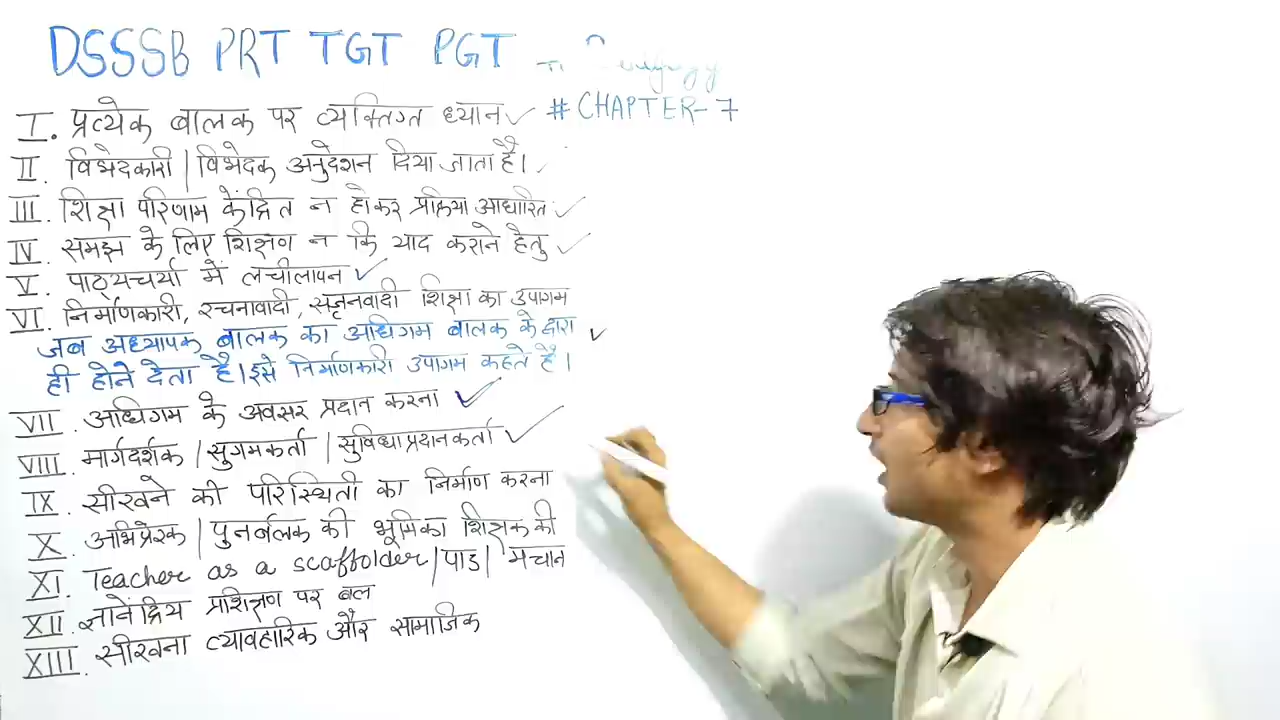 DSSSB PRT TGT PGT
# CHAPTER-7
I. प्रत्येक बालक पर व्यक्तिगत ध्यान
II. विभेदकारी | विभेदक अनुदेशन दिया जाता है।
III. शिक्षा परिणाम केंद्रित न होकर प्रक्रिया आधारित
IV. समझ के लिए शिक्षण न कि याद कराने हेतु
V. पाठ्यचर्या में लचीलापन
VI. निर्माणकारी, रचनावादी, सृजनवादी शिक्षा का उपागम
जब अध्यापक बालक का अधिगम बालक के द्वारा
ही होने देता है। इसे निर्माणकारी उपागम कहते है।
VII. अधिगम के अवसर प्रदान करना
VIII. मार्गदर्शक | सुगमकर्ता | सुविधा प्रदानकर्ता
IX. सीखने की परिस्थिती का निर्माण करना
X. अभिप्रेरक | पुनर्बलक की भूमिका शिक्षक की
XI. Teacher as a scaffolder | पाड | मचान
XII. ज्ञानेंद्रिय प्रशिक्षण पर बल
XIII. सीखना व्यावहारिक और सामाजिक